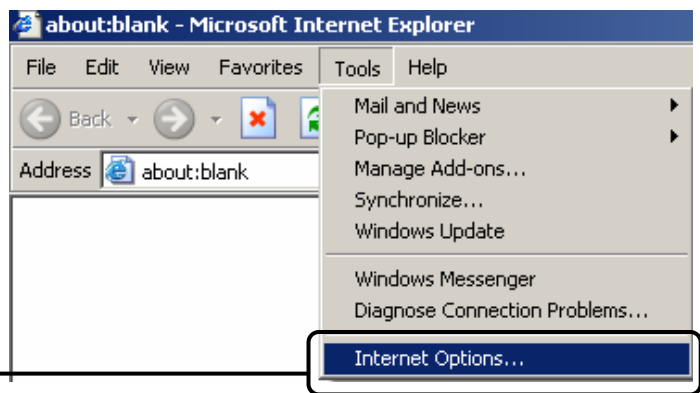 about:blank - Microsoft Internet Explorer
File Edit View Favorites Tools Help
Back
Address about:blank
Mail and News
Pop-up Blocker
Manage Add-ons...
Synchronize...
Windows Update
Windows Messenger
Diagnose Connection Problems...
Internet Options...